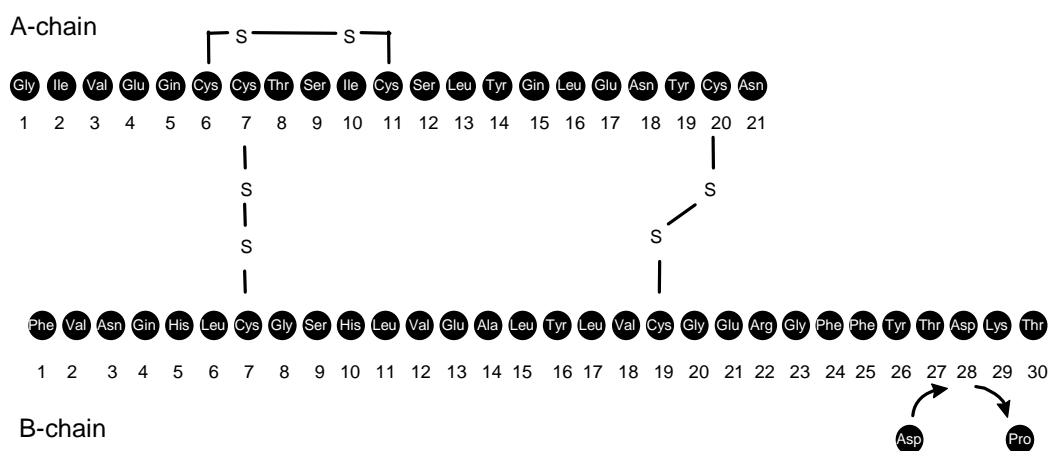 A-chain
S S
Gly Ile Val Glu Gin Cys Cys Thr Ser Ile Cys Ser Leu Tyr Gin Leu Glu Asn Tyr Cys Asn
1 2 3 4 5 6 7 8 9 10 11 12 13 14 15 16 17 18 19 20 21
S S
S S
Phe Val Asn Gin His Leu Cys Gly Ser His Leu Val Glu Ala Leu Tyr Leu Val Cys Gly Glu Arg Gly Phe Phe Tyr Thr Asp Lys Thr
1 2 3 4 5 6 7 8 9 10 11 12 13 14 15 16 17 18 19 20 21 22 23 24 25 26 27 28 29 30
B-chain Asp Pro